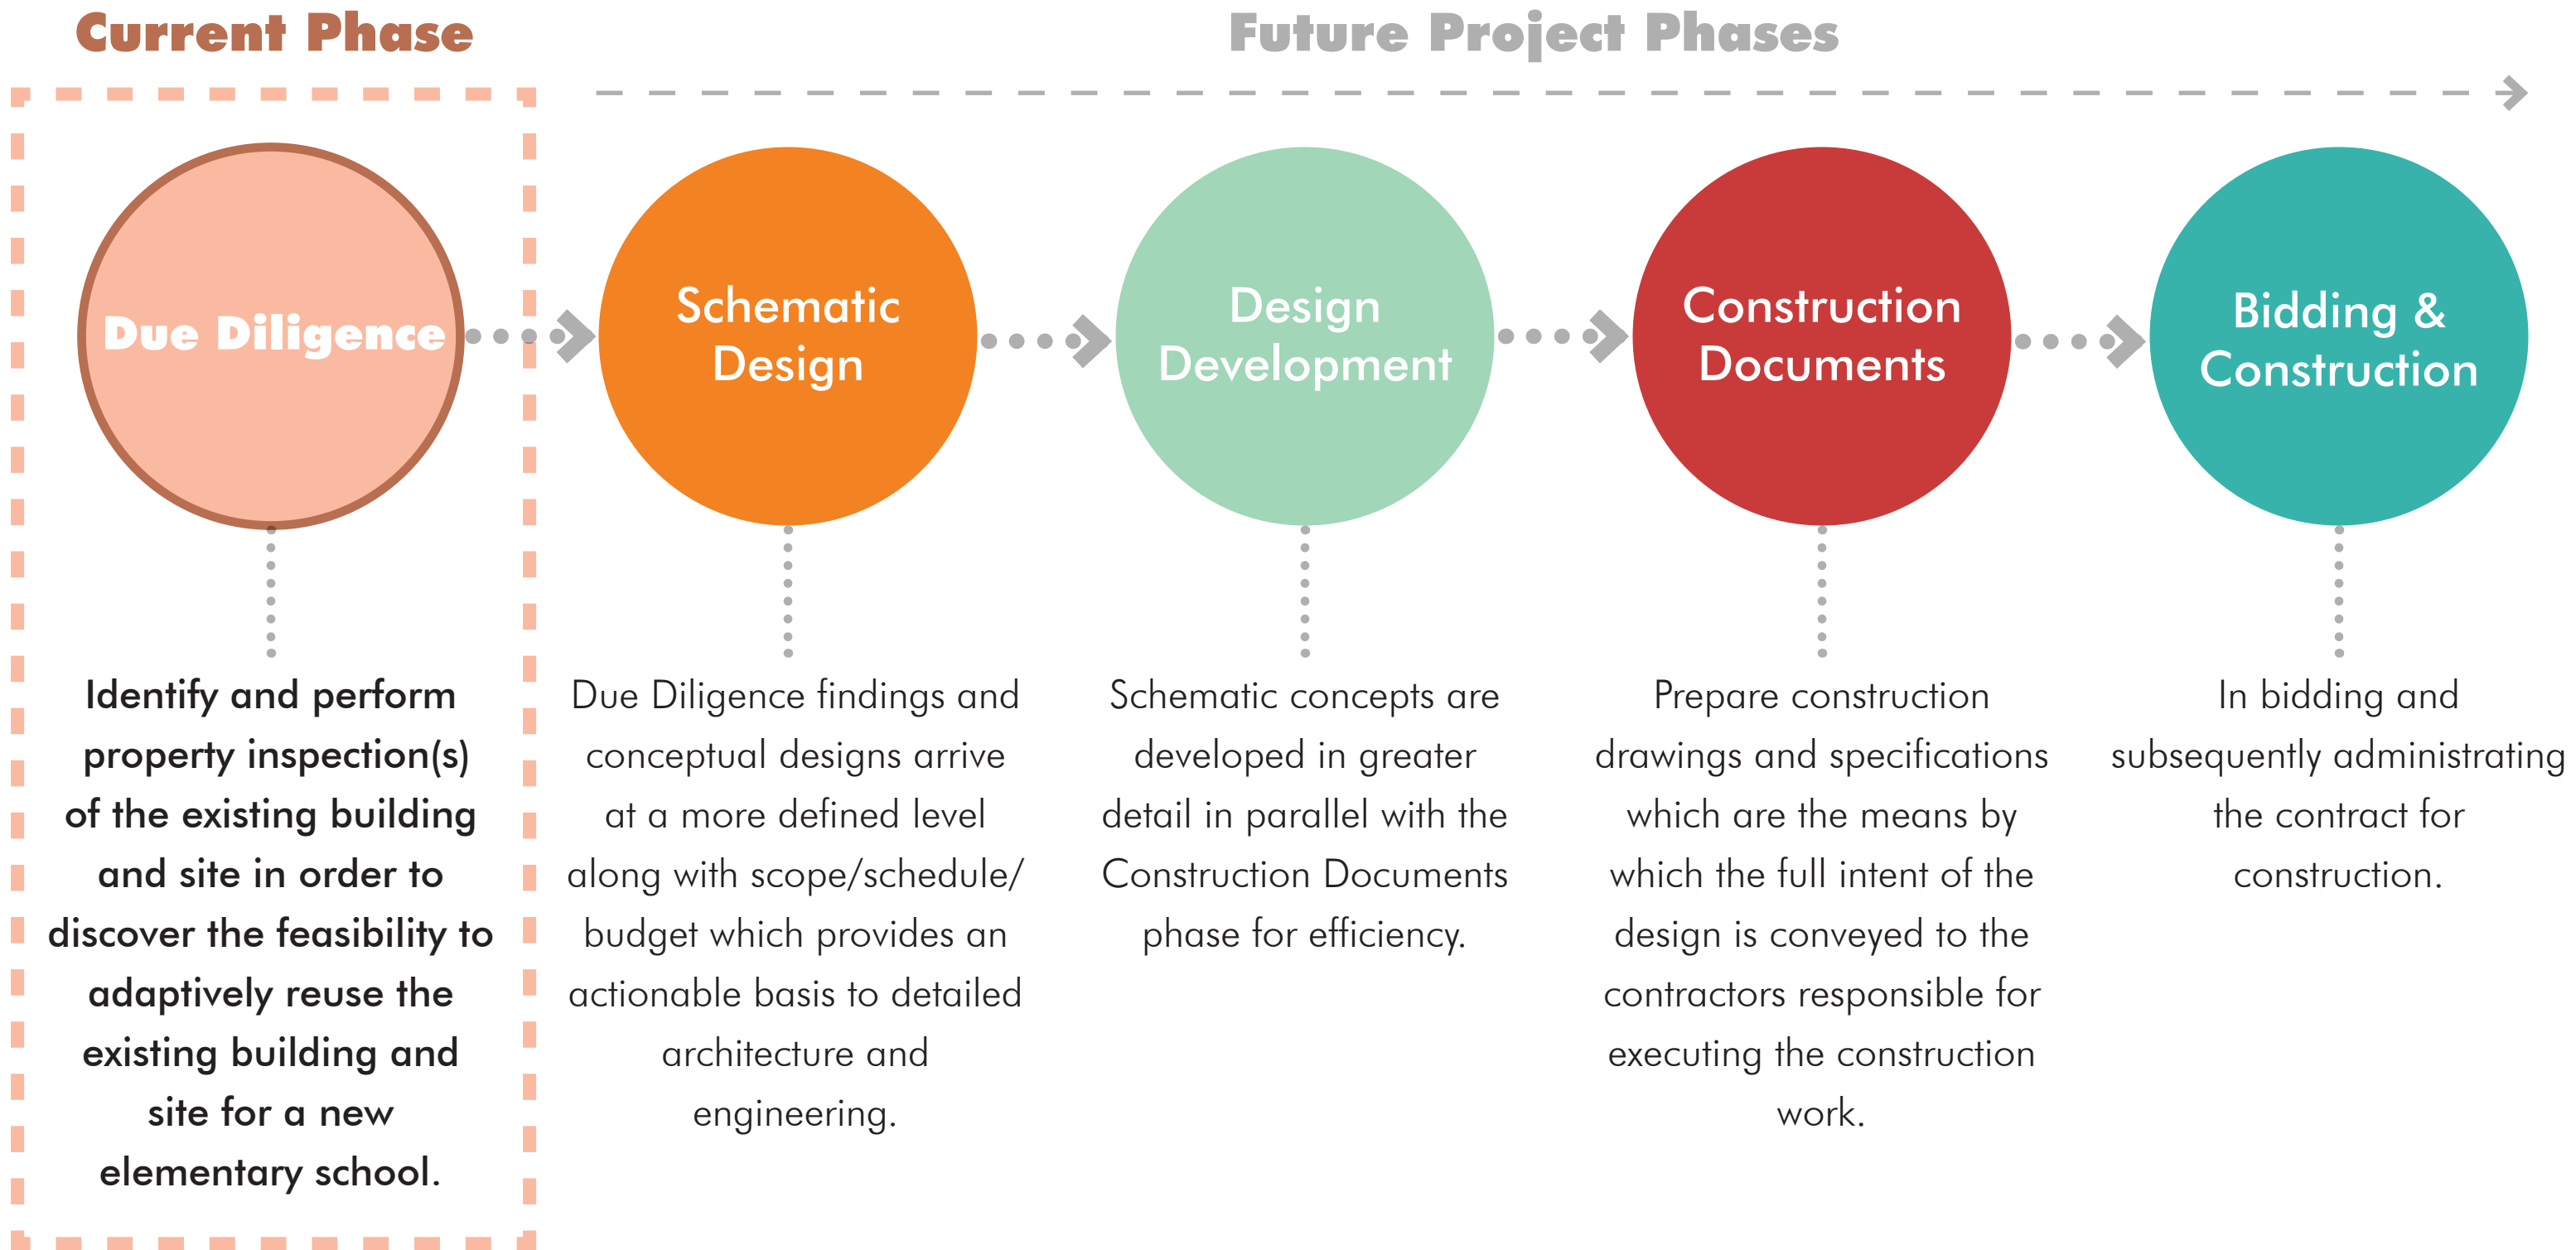 Current Phase
Future Project Phases
Due Diligence
Schematic
Design
Design
Development
Construction
Documents
Bidding &
Construction
Identify and perform
property inspection(s)
of the existing building
and site in order to
discover the feasibility to
adaptively reuse the
existing building and
site for a new
elementary school.
Due Diligence findings and
conceptual designs arrive
at a more defined level
along with scope/schedule/
budget which provides an
actionable basis to detailed
architecture and
engineering.
Schematic concepts are
developed in greater
detail in parallel with the
Construction Documents
phase for efficiency.
Prepare construction
drawings and specifications
which are the means by
which the full intent of the
design is conveyed to the
contractors responsible for
executing the construction
work.
In bidding and
subsequently administrating
the contract for
construction.